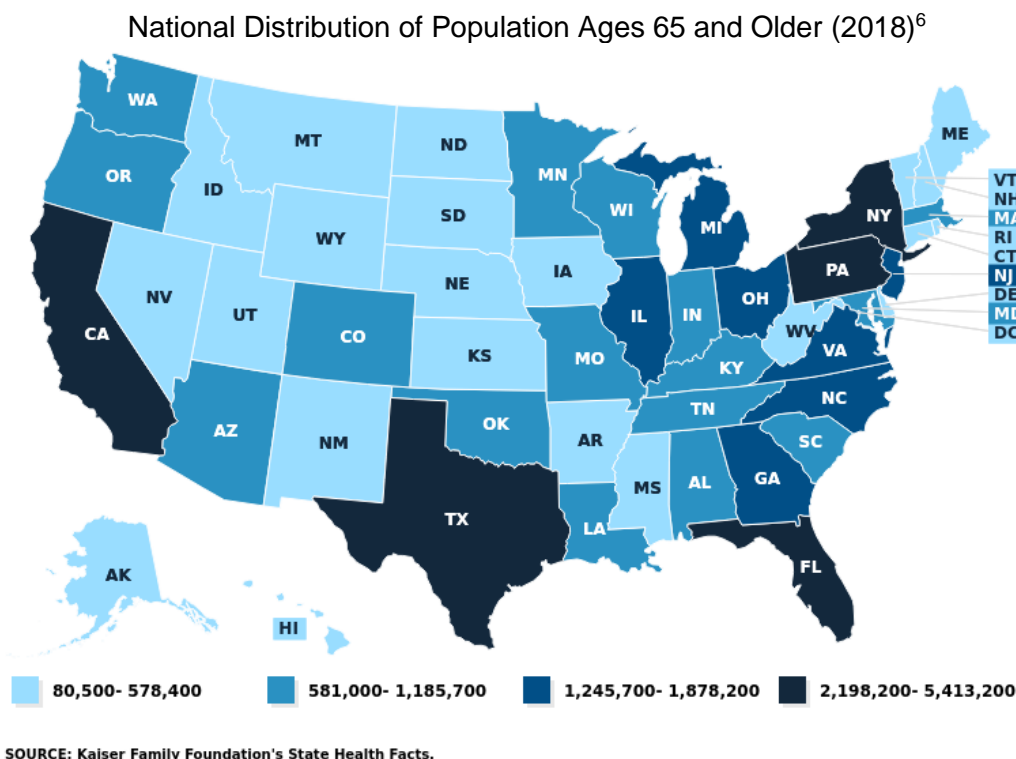 National Distribution of Population Ages 65 and Older (2018)6
WA
MT
ND
ME
OR
ID
MN
VT
NH
SD
WI
NY
MA
WY
MI
RI
CT
IA
PA
NJ
NE
NV
OH
DE
UT
IL
IN
MD
CA
CO
WV
DC
KS
MO
VA
KY
NC
AZ
OK
TN
NM
AR
SC
MS
AL
GA
TX
LA
FL
AK
HI
80,500- 578,400
581,000- 1,185,700
1,245,700- 1,878,200
2,198,200- 5,413,200
SOURCE: Kaiser Family Foundation's State Health Facts.